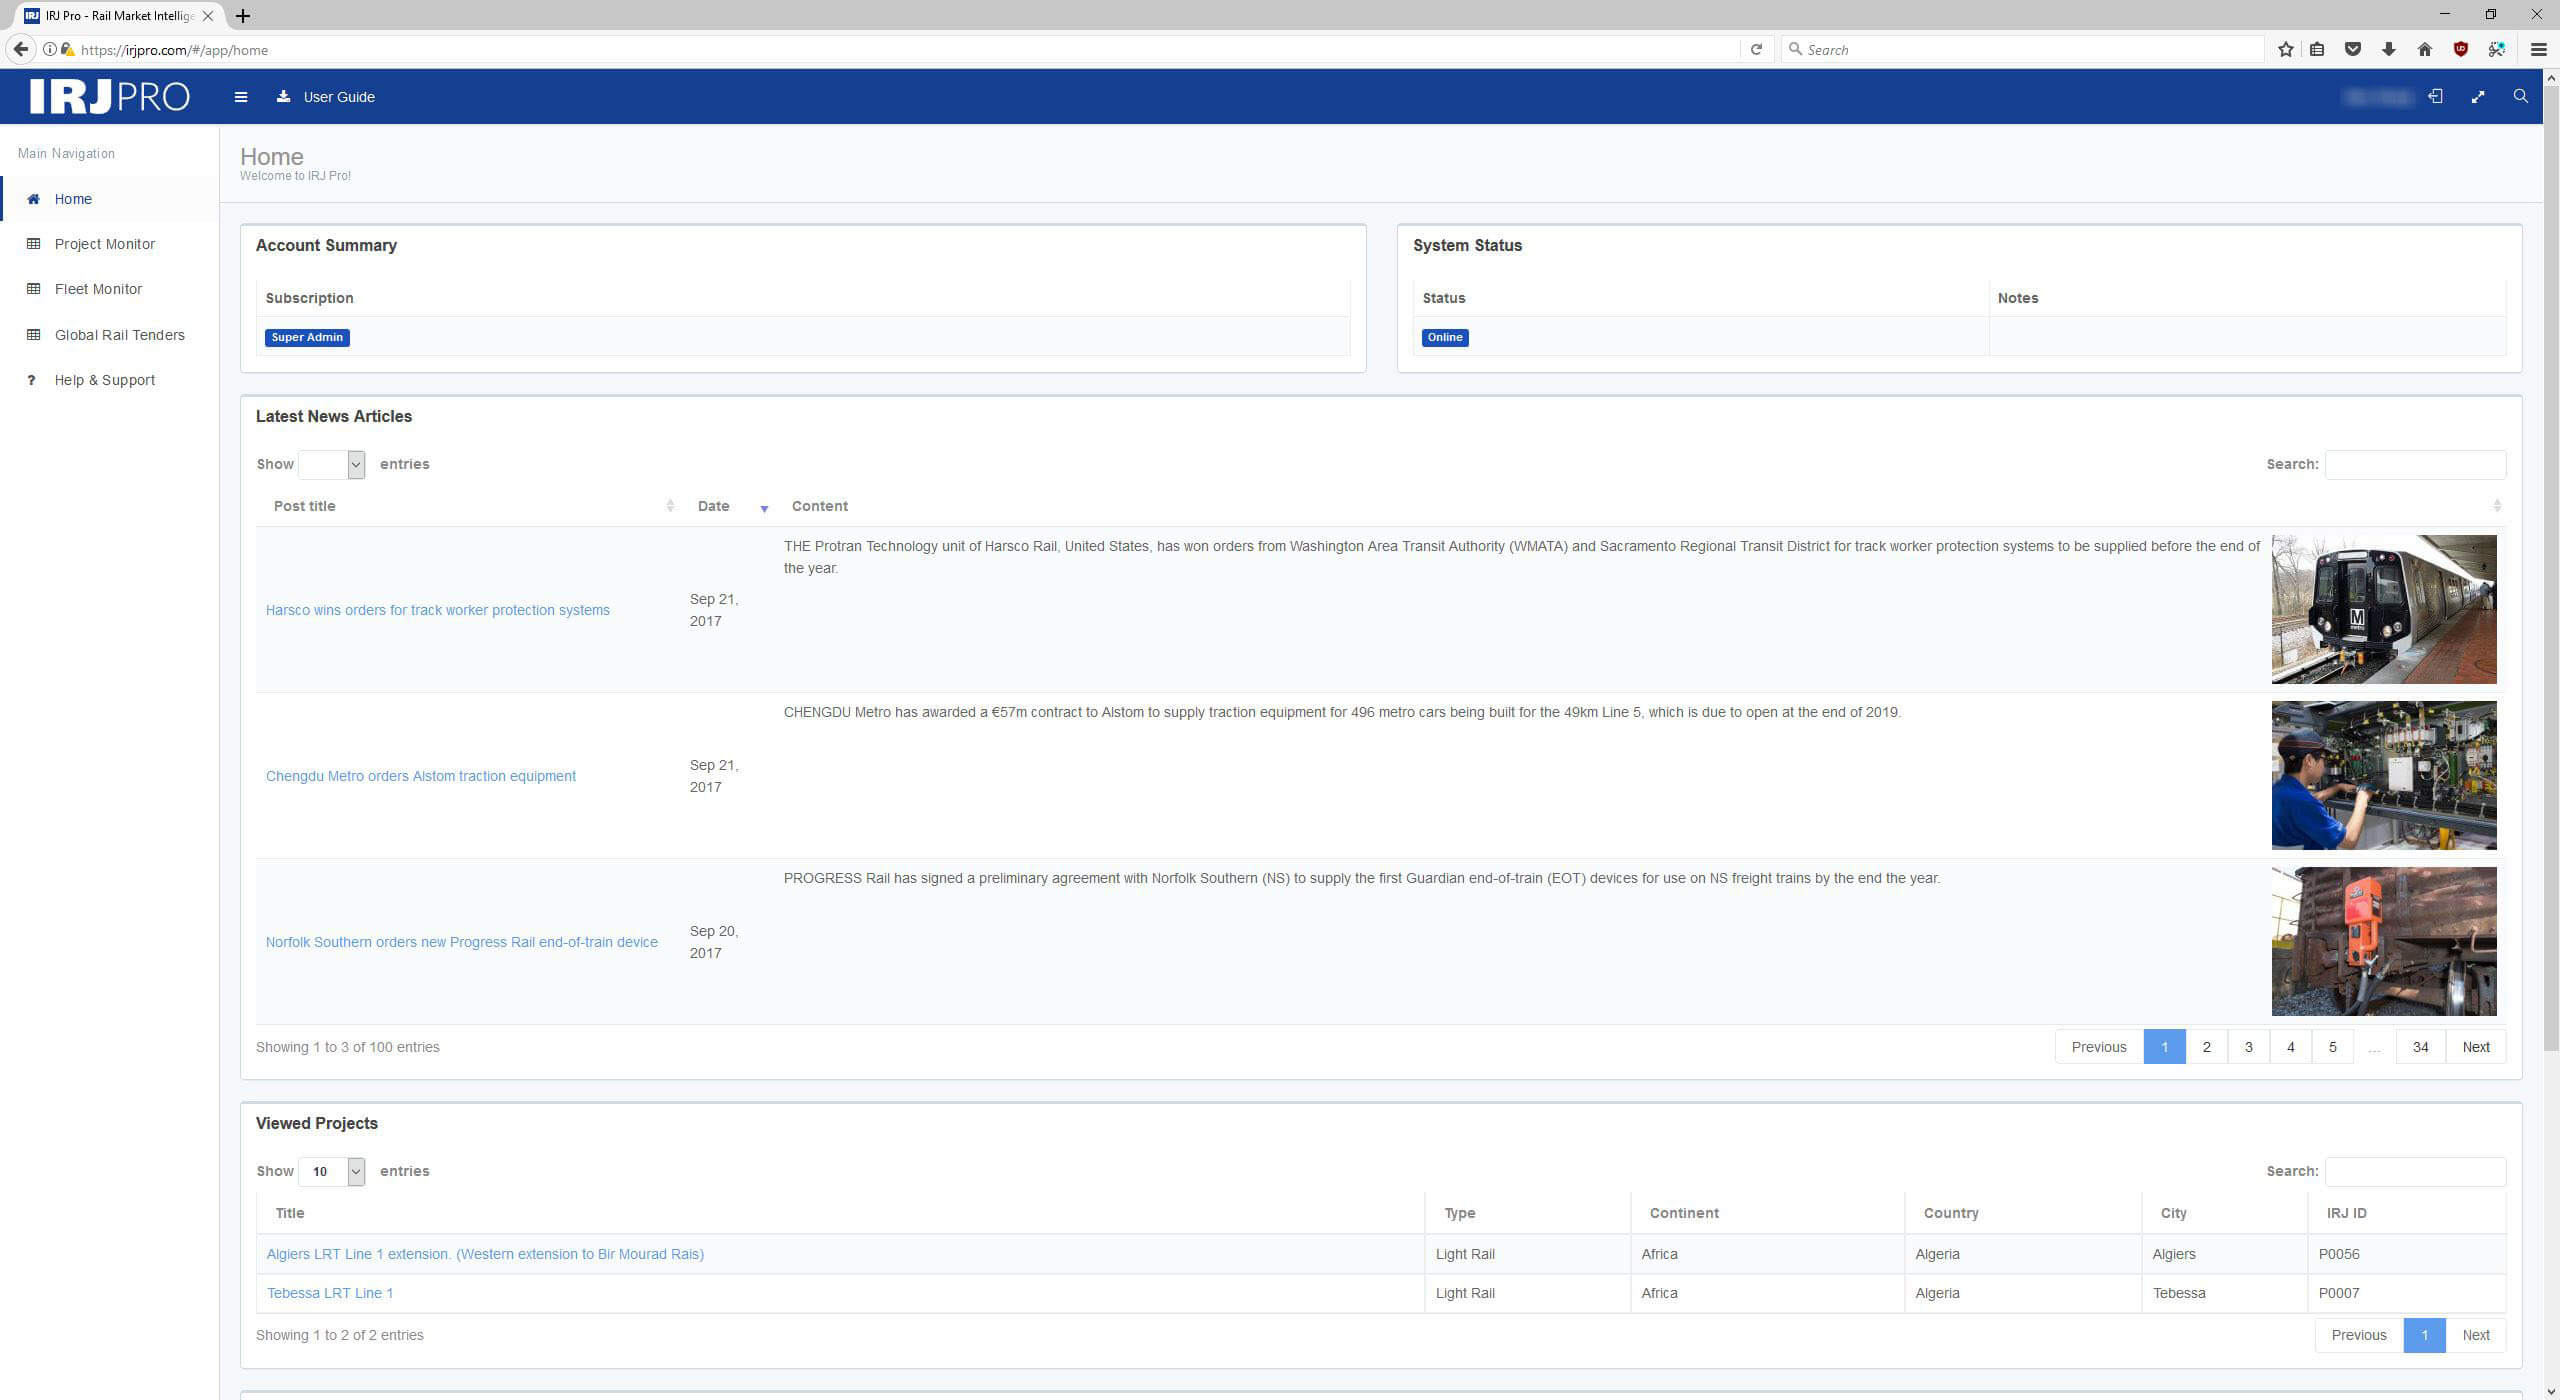 IRJ Pro - Rail Market Intellige
https://irjpro.com/#/app/home
Search
IRJ PRO
User Guide
Main Navigation
Home
Project Monitor
Fleet Monitor
Global Rail Tenders
Help & Support
Home
Welcome to IRJ Pro!
Account Summary
Subscription
Super Admin
System Status
Status Notes
Online
Latest News Articles
Show entries
Search:
Post title Date Content
Harsco wins orders for track worker protection systems
Sep 21,
2017
THE Protran Technology unit of Harsco Rail, United States, has won orders from Washington Area Transit Authority (WMATA) and Sacramento Regional Transit District for track worker protection systems to be supplied before the end of
the year.
M
metro
Chengdu Metro orders Alstom traction equipment
Sep 21,
2017
CHENGDU Metro has awarded a €57m contract to Alstom to supply traction equipment for 496 metro cars being built for the 49km Line 5, which is due to open at the end of 2019.
Norfolk Southern orders new Progress Rail end-of-train device
Sep 20,
2017
PROGRESS Rail has signed a preliminary agreement with Norfolk Southern (NS) to supply the first Guardian end-of-train (EOT) devices for use on NS freight trains by the end the year.
Showing 1 to 3 of 100 entries
Previous 1 2 3 4 5 ... 34 Next
Viewed Projects
Show 10 entries
Search:
Title Type Continent Country City IRJ ID
Algiers LRT Line 1 extension. (Western extension to Bir Mourad Rais) Light Rail Africa Algeria Algiers P0056
Tebessa LRT Line 1 Light Rail Africa Algeria Tebessa P0007
Showing 1 to 2 of 2 entries
Previous 1 Next